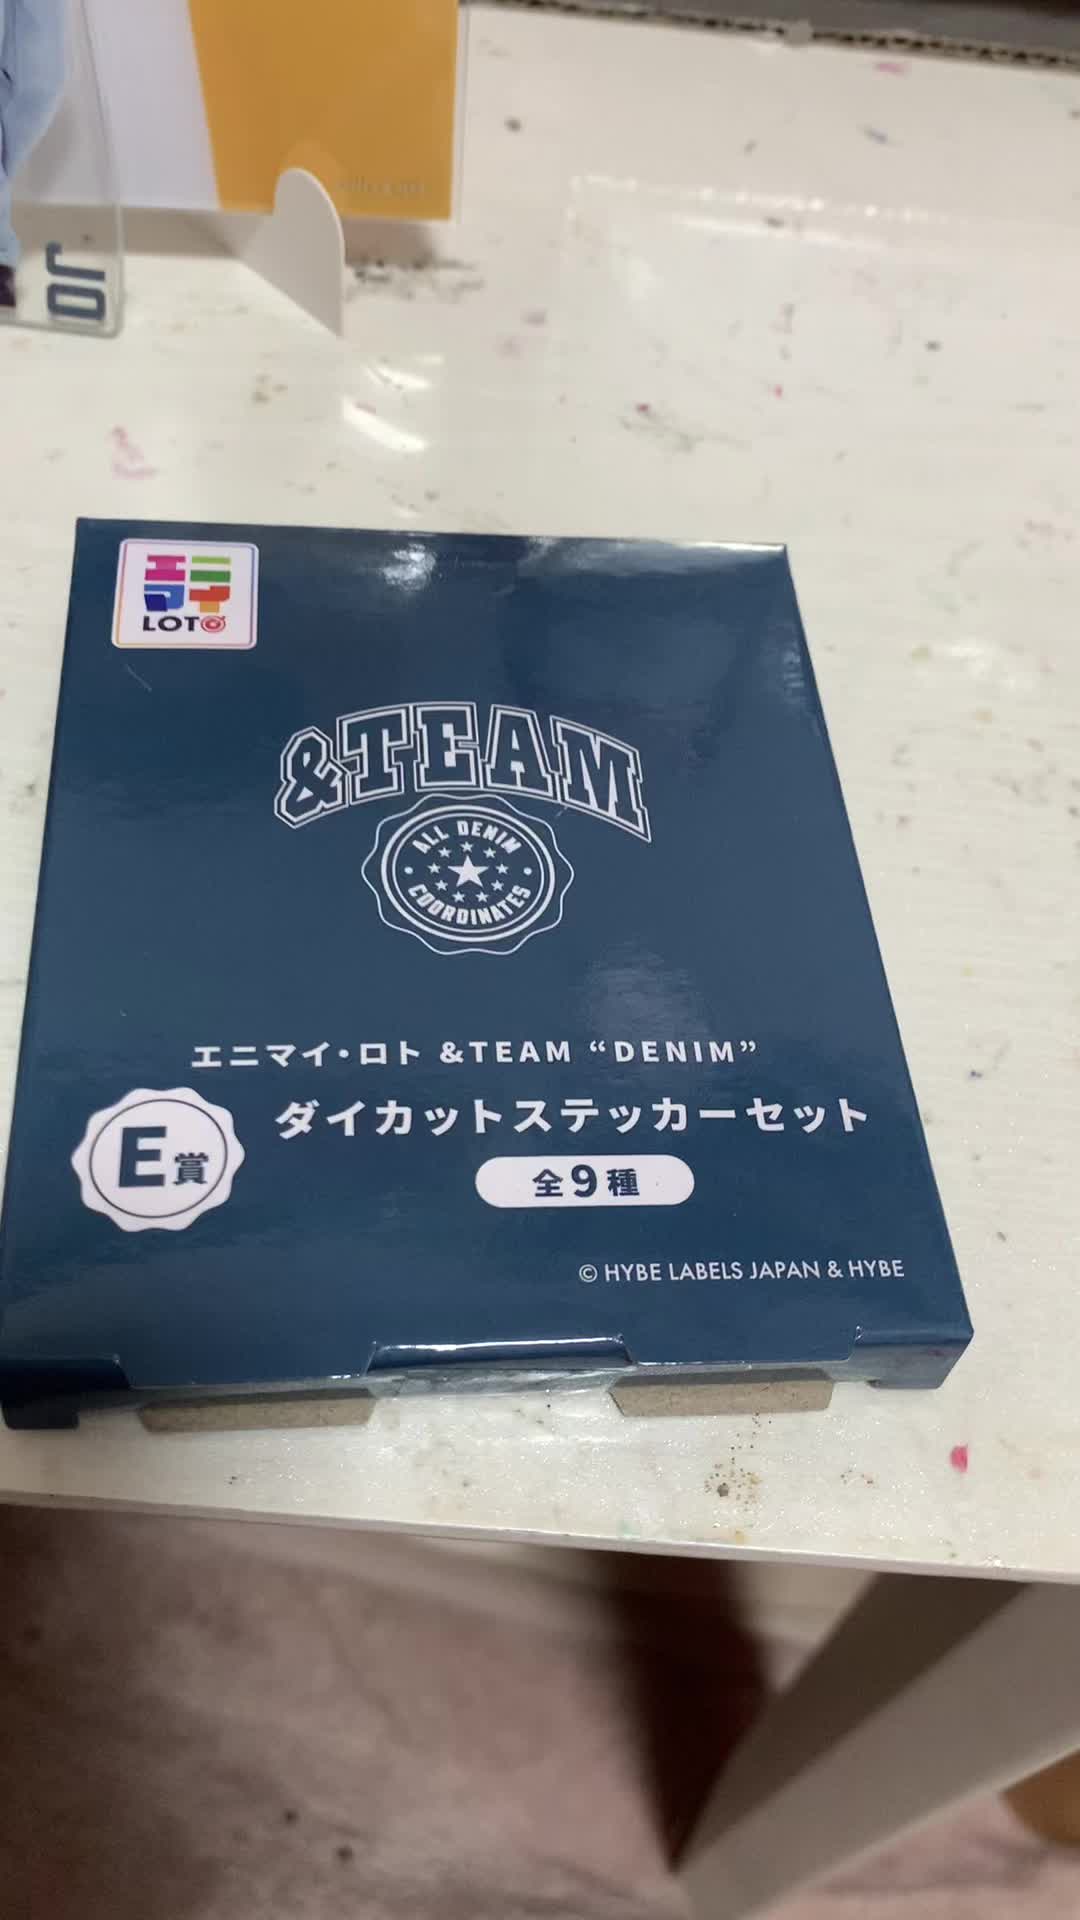 JO
エニマイ
LOTO
&TEAM
ALL DENIM
COORDINATES
エニマイ・ロト &TEAM “DENIM”
E賞
ダイカットステッカーセット
全9種
© HYBE LABELS JAPAN & HYBE